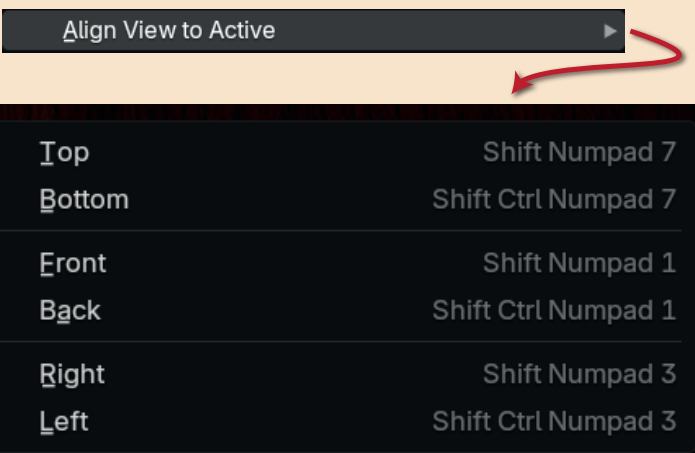 Align View to Active
Top Shift Numpad 7
Bottom Shift Ctrl Numpad 7
Front Shift Numpad 1
Back Shift Ctrl Numpad 1
Right Shift Numpad 3
Left Shift Ctrl Numpad 3